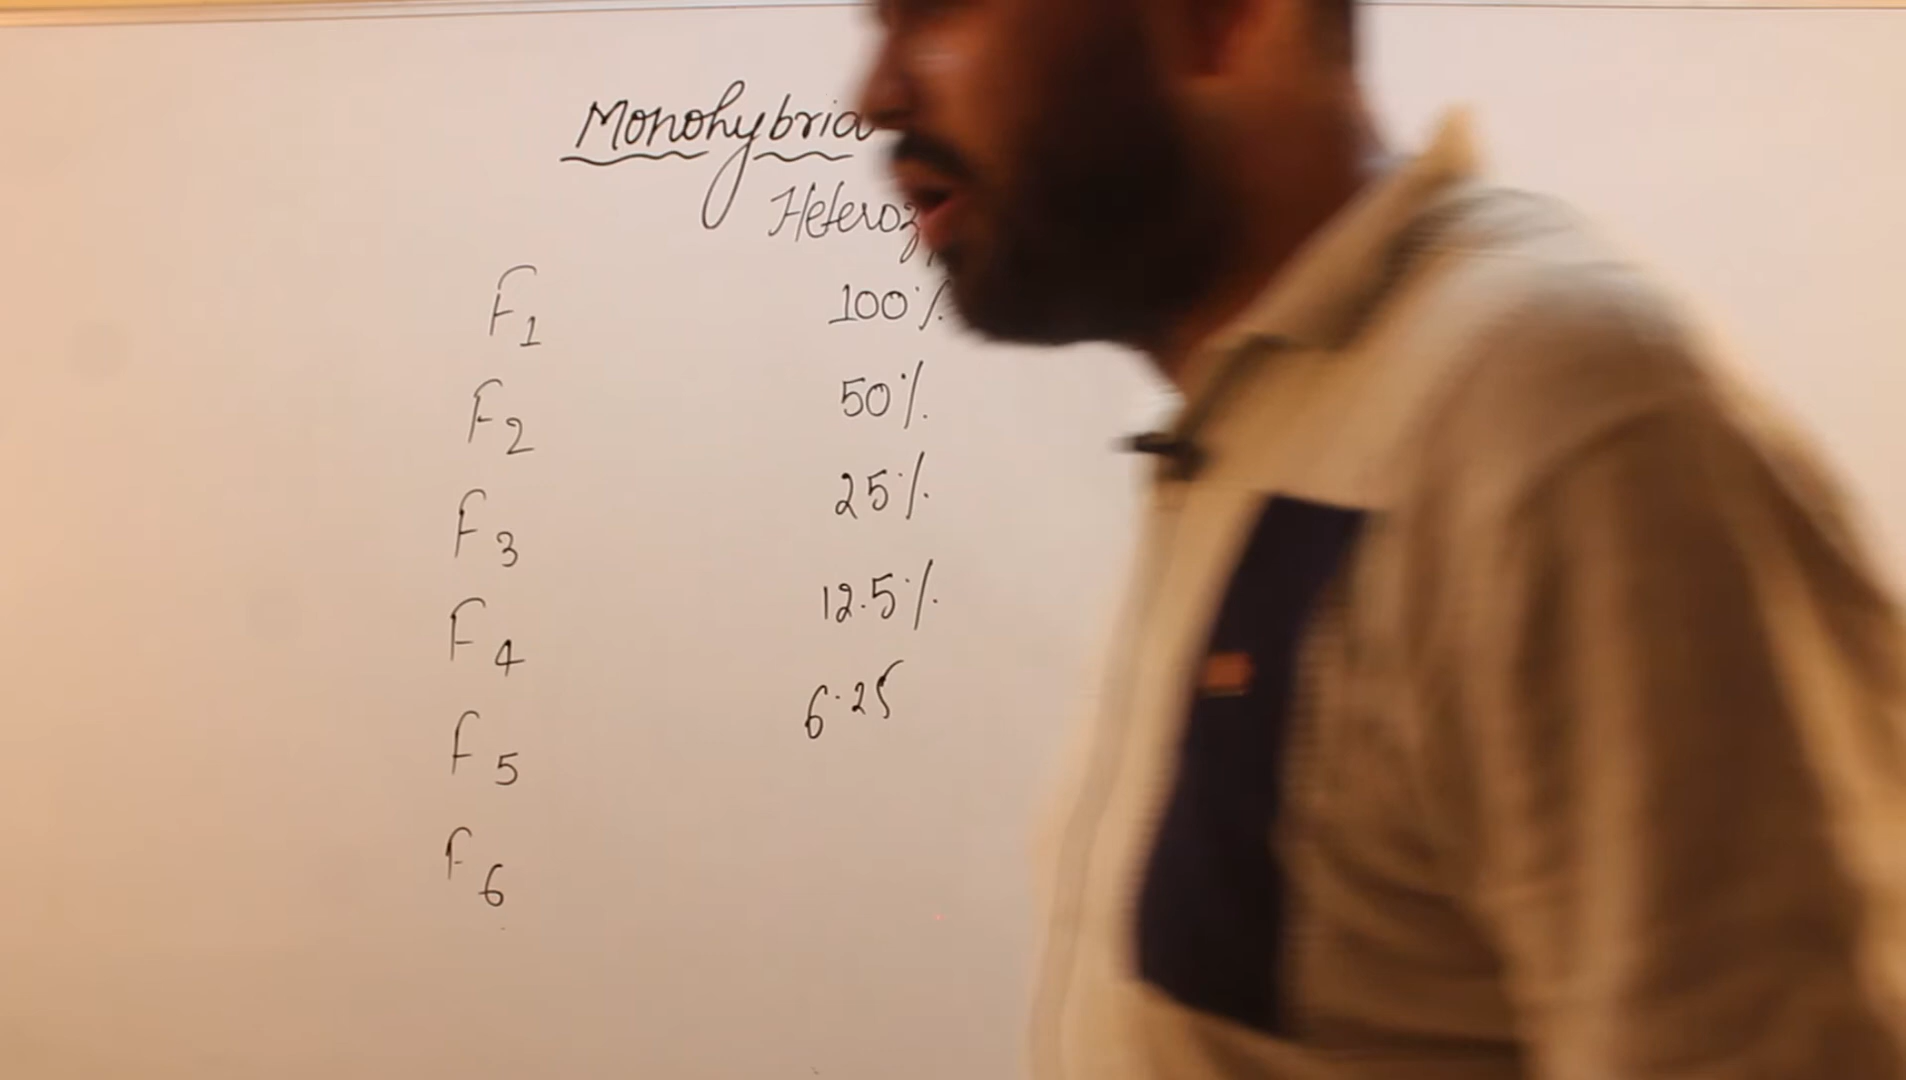 Monohybrid
Heteroz
F1 100%
F2 50%
F3 25%
F4 12.5%
F5 6.25
F6